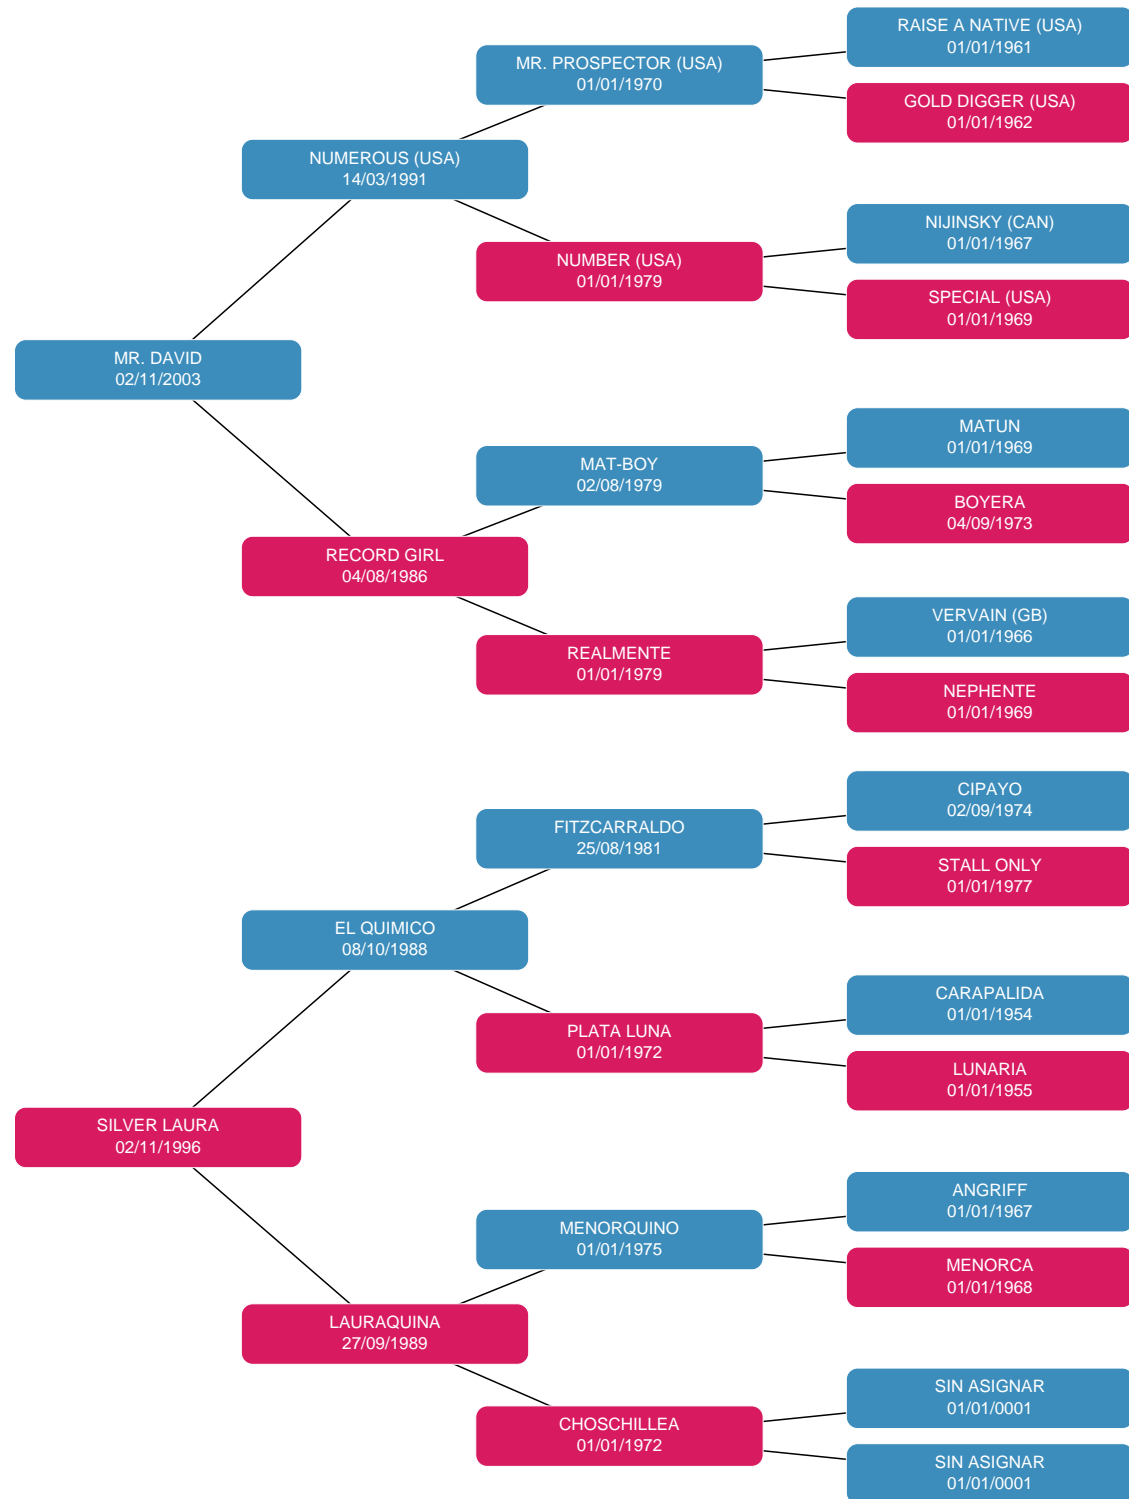 RAISE A NATIVE (USA)
01/01/1961
MR. PROSPECTOR (USA)
01/01/1970
GOLD DIGGER (USA)
01/01/1962
NUMEROUS (USA)
14/03/1991
NIJINSKY (CAN)
01/01/1967
NUMBER (USA)
01/01/1979
SPECIAL (USA)
01/01/1969
MR. DAVID
02/11/2003
MATUN
01/01/1969
MAT-BOY
02/08/1979
BOYERA
04/09/1973
RECORD GIRL
04/08/1986
VERVAIN (GB)
01/01/1966
REALMENTE
01/01/1979
NEPHENTE
01/01/1969
CIPAYO
02/09/1974
FITZCARRALDO
25/08/1981
STALL ONLY
01/01/1977
EL QUIMICO
08/10/1988
CARAPALIDA
01/01/1954
PLATA LUNA
01/01/1972
LUNARIA
01/01/1955
SILVER LAURA
02/11/1996
ANGRIFF
01/01/1967
MENORQUINO
01/01/1975
MENORCA
01/01/1968
LAURAQUINA
27/09/1989
SIN ASIGNAR
01/01/0001
CHOSCHILLEA
01/01/1972
SIN ASIGNAR
01/01/0001